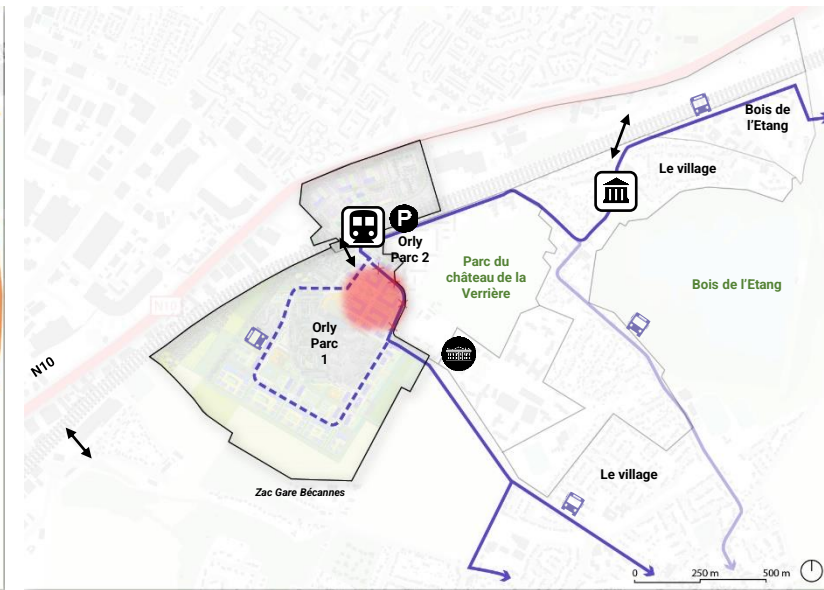 Bois de
l'Etang
Le village
P
Orly
Parc 2
Parc du
château de la
Verrière
Bois de l'Etang
N10
Orly
Parc
1
N10
Le village
Zac Gare Bécannes
0 250 m 500 m